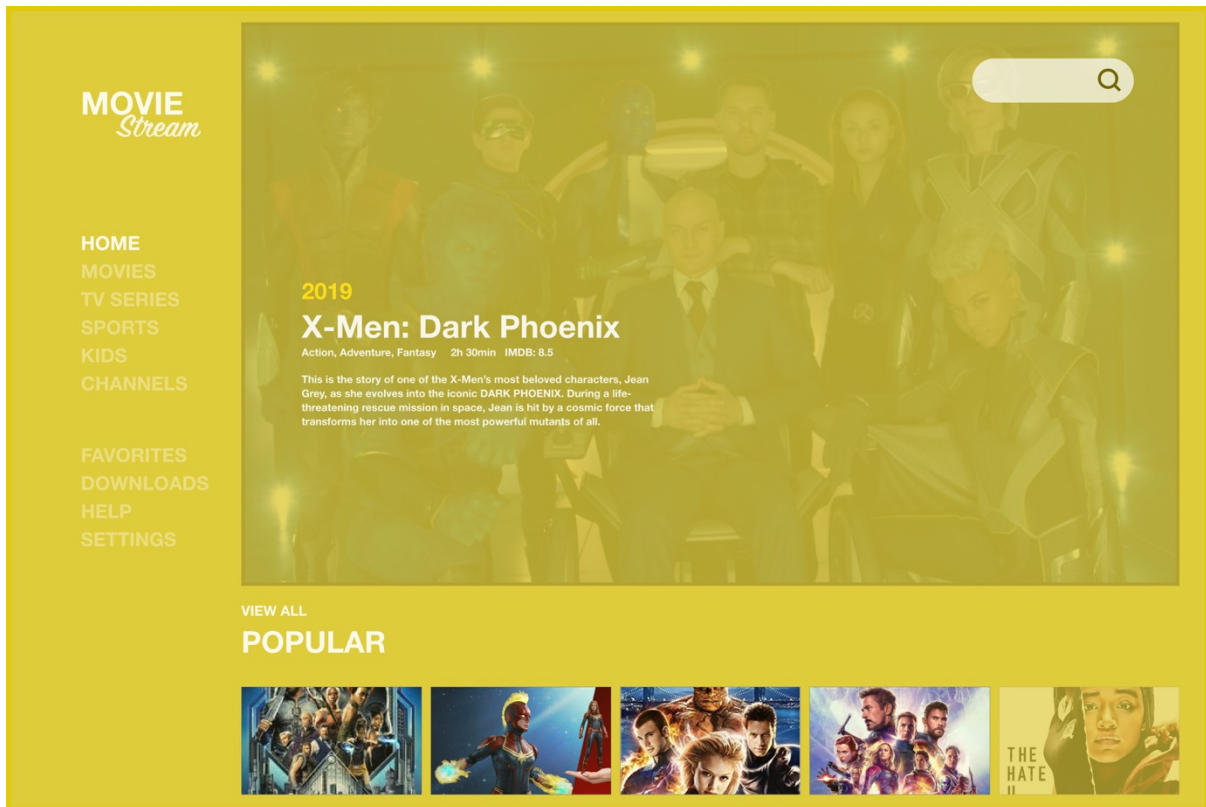 MOVIE
Stream
HOME
MOVIES
TV SERIES
SPORTS
KIDS
CHANNELS
FAVORITES
DOWNLOADS
HELP
SETTINGS
2019
X-Men: Dark Phoenix
Action, Adventure, Fantasy 2h 30min IMDB: 8.5
This is the story of one of the X-Men's most beloved characters, Jean
Grey, as she evolves into the iconic DARK PHOENIX. During a life-
threatening rescue mission in space, Jean is hit by a cosmic force that
transforms her into one of the most powerful mutants of all.
VIEW ALL
POPULAR
THE
HATE
U